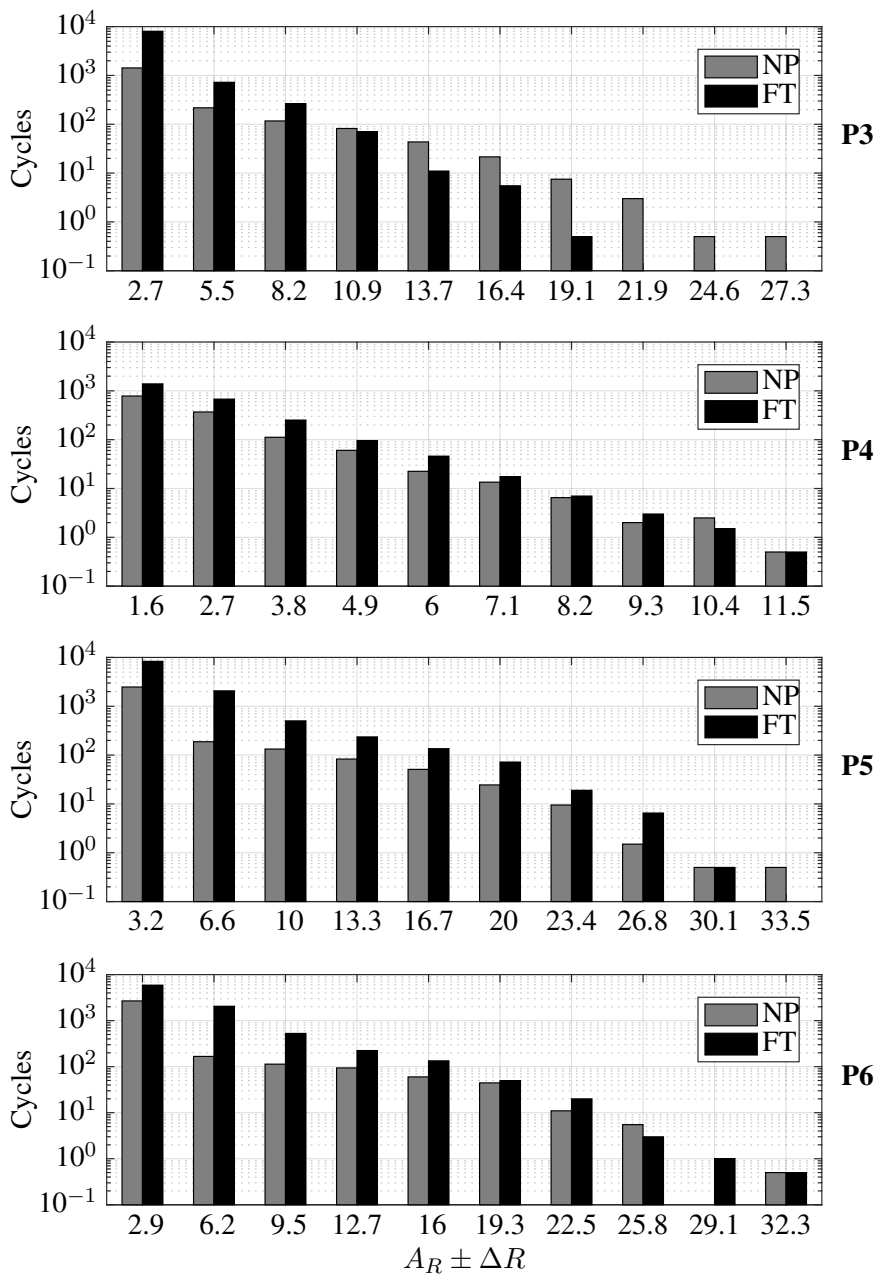 10^4
10^3
10^2
10^1
10^0
10^−1
Cycles
NP
FT
P3
2.7 5.5 8.2 10.9 13.7 16.4 19.1 21.9 24.6 27.3
10^4
10^3
10^2
10^1
10^0
10^−1
Cycles
NP
FT
P4
1.6 2.7 3.8 4.9 6 7.1 8.2 9.3 10.4 11.5
10^4
10^3
10^2
10^1
10^0
10^−1
Cycles
NP
FT
P5
3.2 6.6 10 13.3 16.7 20 23.4 26.8 30.1 33.5
10^4
10^3
10^2
10^1
10^0
10^−1
Cycles
NP
FT
P6
2.9 6.2 9.5 12.7 16 19.3 22.5 25.8 29.1 32.3
A_R ± ΔR